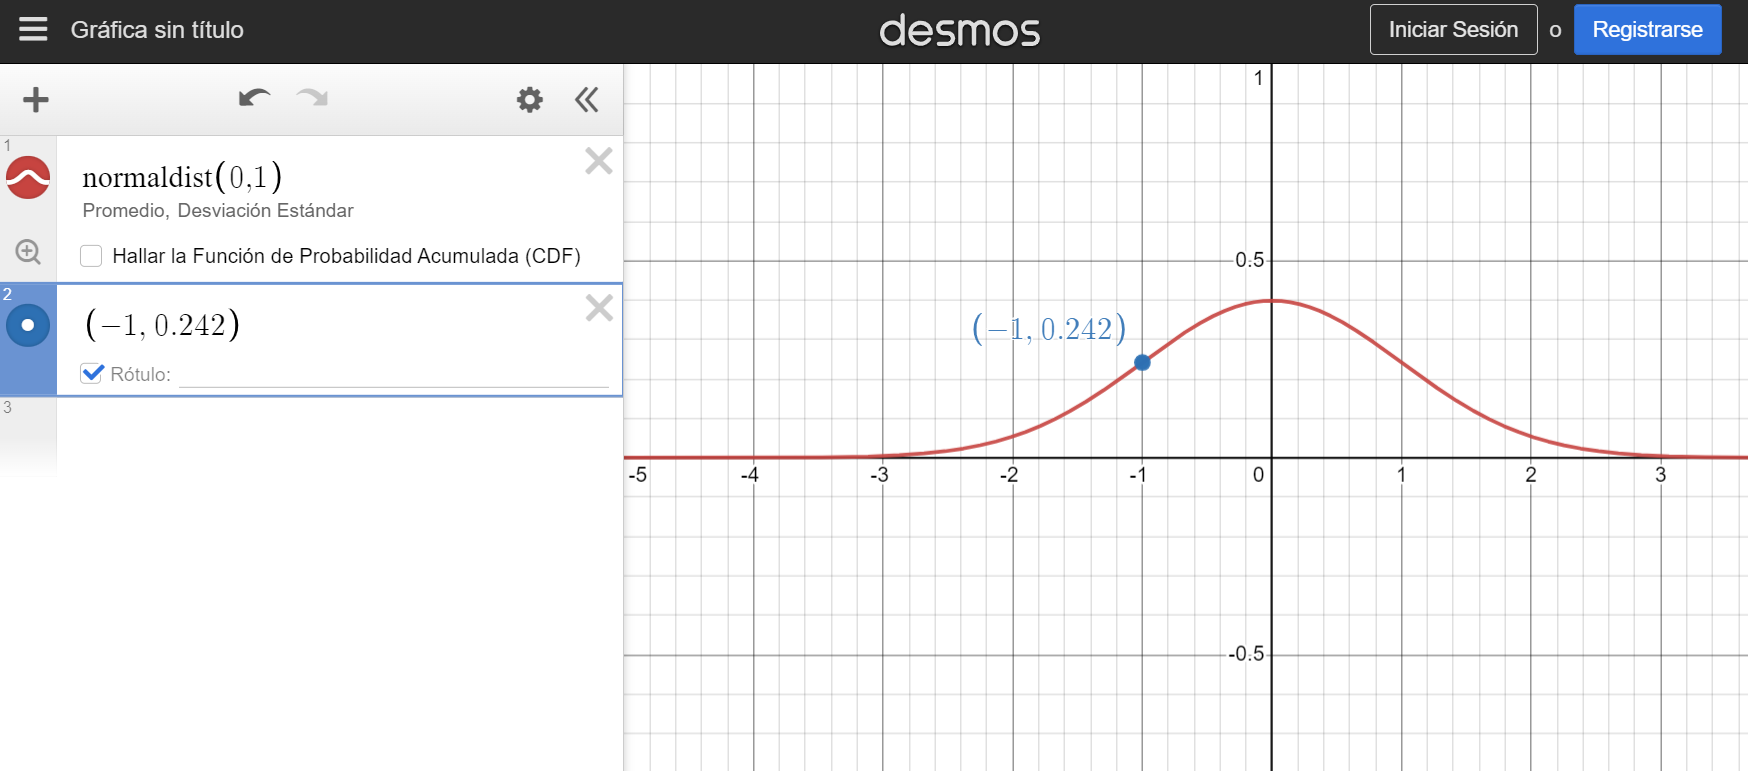 Gráfica sin título
desmos
Iniciar Sesión o Registrarse
1
normaldist(0,1)
Promedio, Desviación Estándar
Hallar la Función de Probabilidad Acumulada (CDF)
2
(−1, 0.242)
Rótulo:
3
1
0.5
(−1, 0.242)
-5 -4 -3 -2 -1 0 1 2 3
-0.5